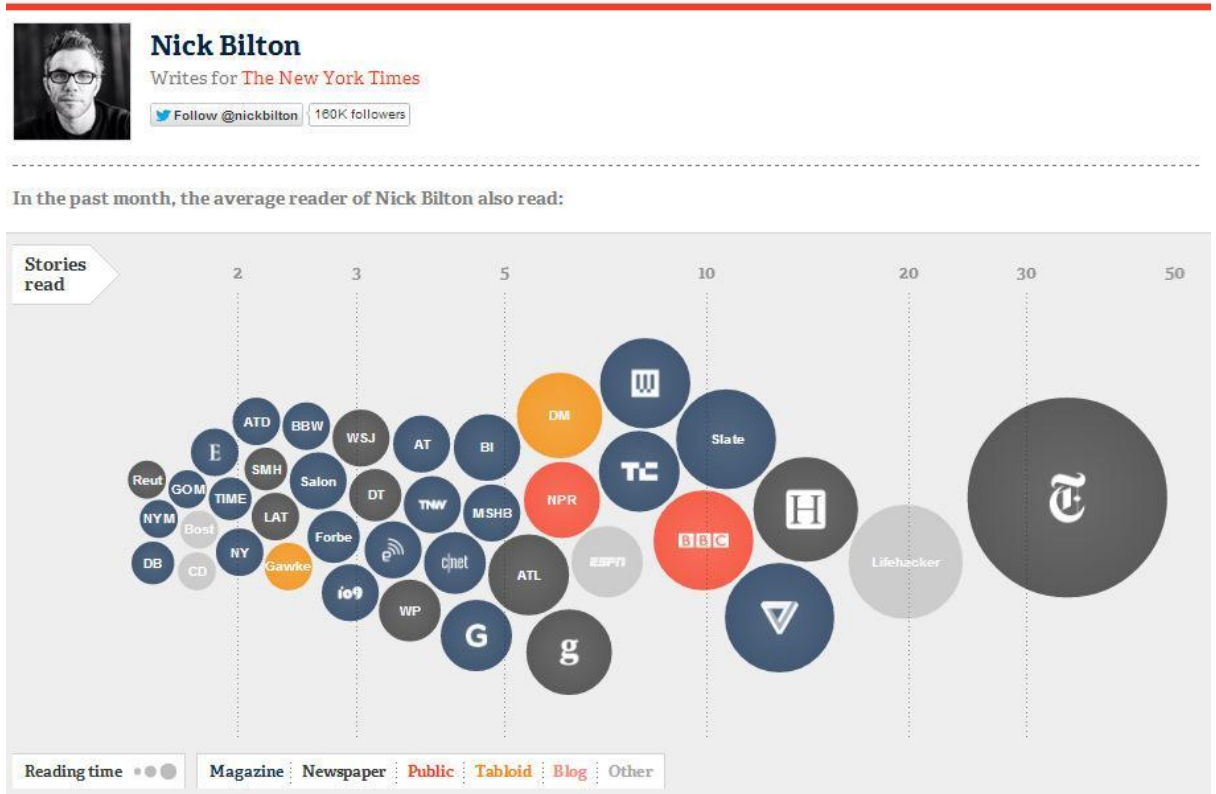 Nick Bilton
Writes for The New York Times
Follow @nickbilton 160K followers
In the past month, the average reader of Nick Bilton also read:
Stories read
2 3 5 10 20 30 50
W
DM
ATD
BBW
WSJ
AT
BI
TC
Slate
E
SMH
Salon
DT
TNW
MSHB
NPR
H
T
Reut
GOM
TIME
NYM
Bost
LAT
Forbe
e
c|net
ATL
ESPN
BBC
Lifehacker
DB
CD
NY
Gawke
io9
WP
G
g
Reading time
Magazine Newspaper Public Tabloid Blog Other